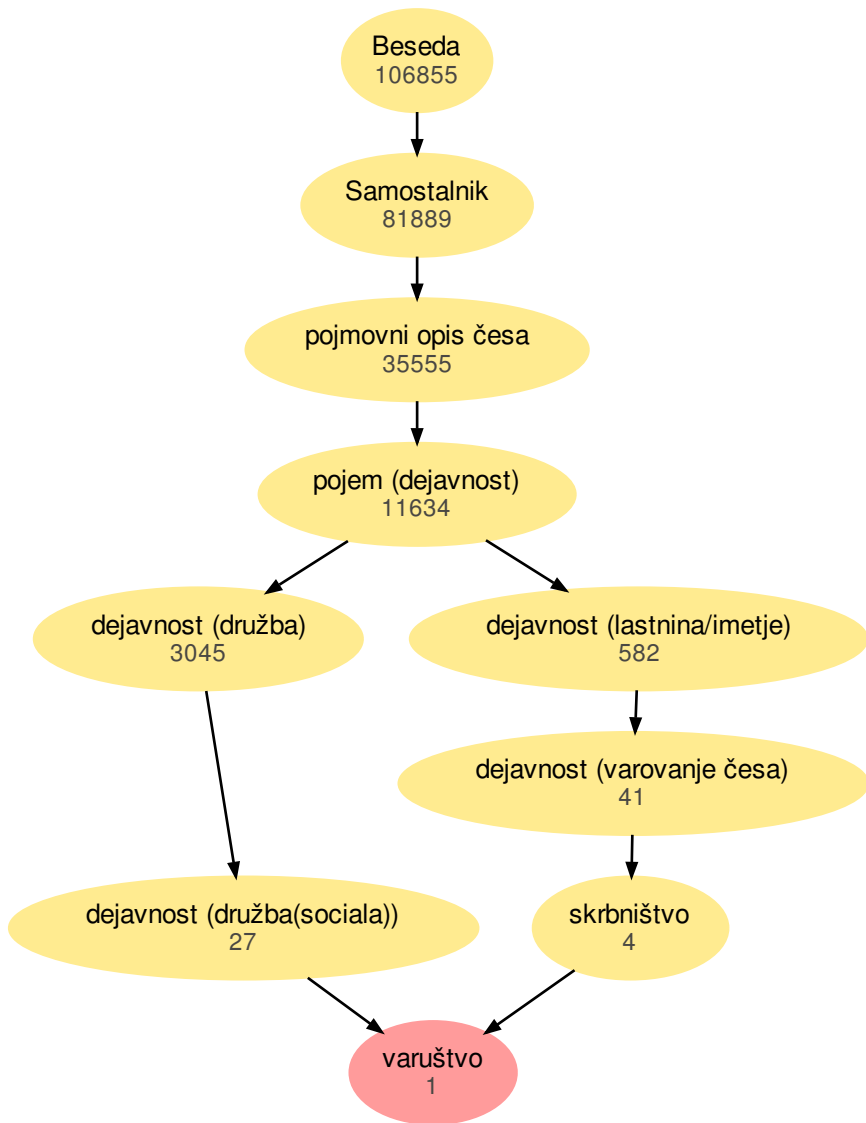 Beseda
106855
Samostalnik
81889
pojmovni opis česa
35555
pojem (dejavnost)
11634
dejavnost (družba)
3045
dejavnost (lastnina/imetje)
582
dejavnost (varovanje česa)
41
dejavnost (družba(sociala))
27
skrbništvo
4
varuštvo
1